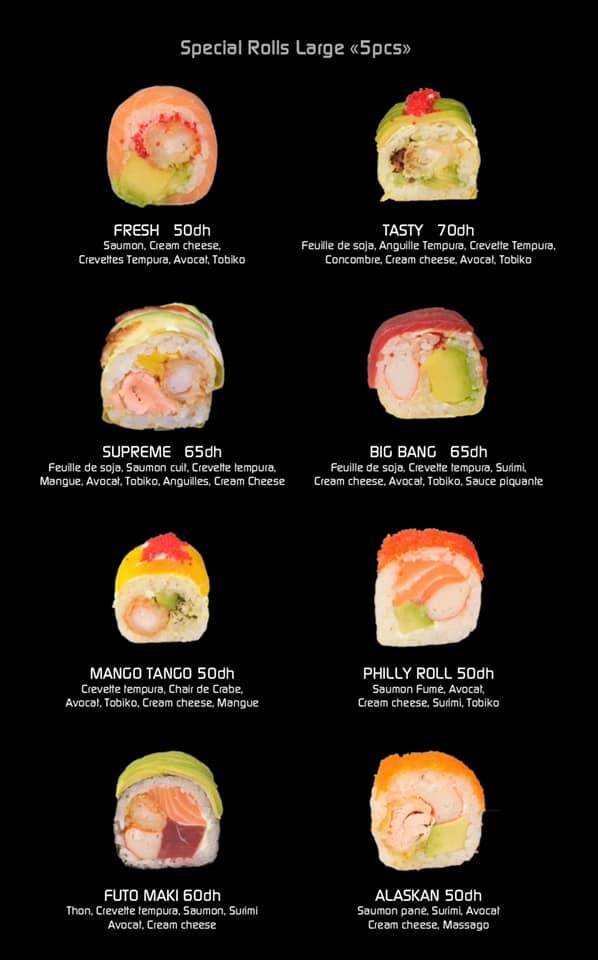 Special Rolls Large «5pcs»
FRESH 50dh
Saumon, Cream cheese,
Crevettes Tempura, Avocat, Tobiko
TASTY 70dh
Feuille de soja, Anguille Tempura, Crevette Tempura,
Concombre, Cream cheese, Avocat, Tobiko
SUPREME 65dh
Feuille de soja, Saumon cuit, Crevette tempura,
Mangue, Avocat, Tobiko, Anguilles, Cream Cheese
BIG BANG 65dh
Feuille de soja, Crevette tempura, Surimi,
Cream cheese, Avocat, Tobiko, Sauce piquante
MANGO TANGO 50dh
Crevette tempura, Chair de Crabe,
Avocat, Tobiko, Cream cheese, Mangue
PHILLY ROLL 50dh
Saumon Fumé, Avocat,
Cream cheese, Surimi, Tobiko
FUTO MAKI 60dh
Thon, Crevette tempura, Saumon, Surimi
Avocat, Cream cheese
ALASKAN 50dh
Saumon pané, Surimi, Avocat
Cream cheese, Massago